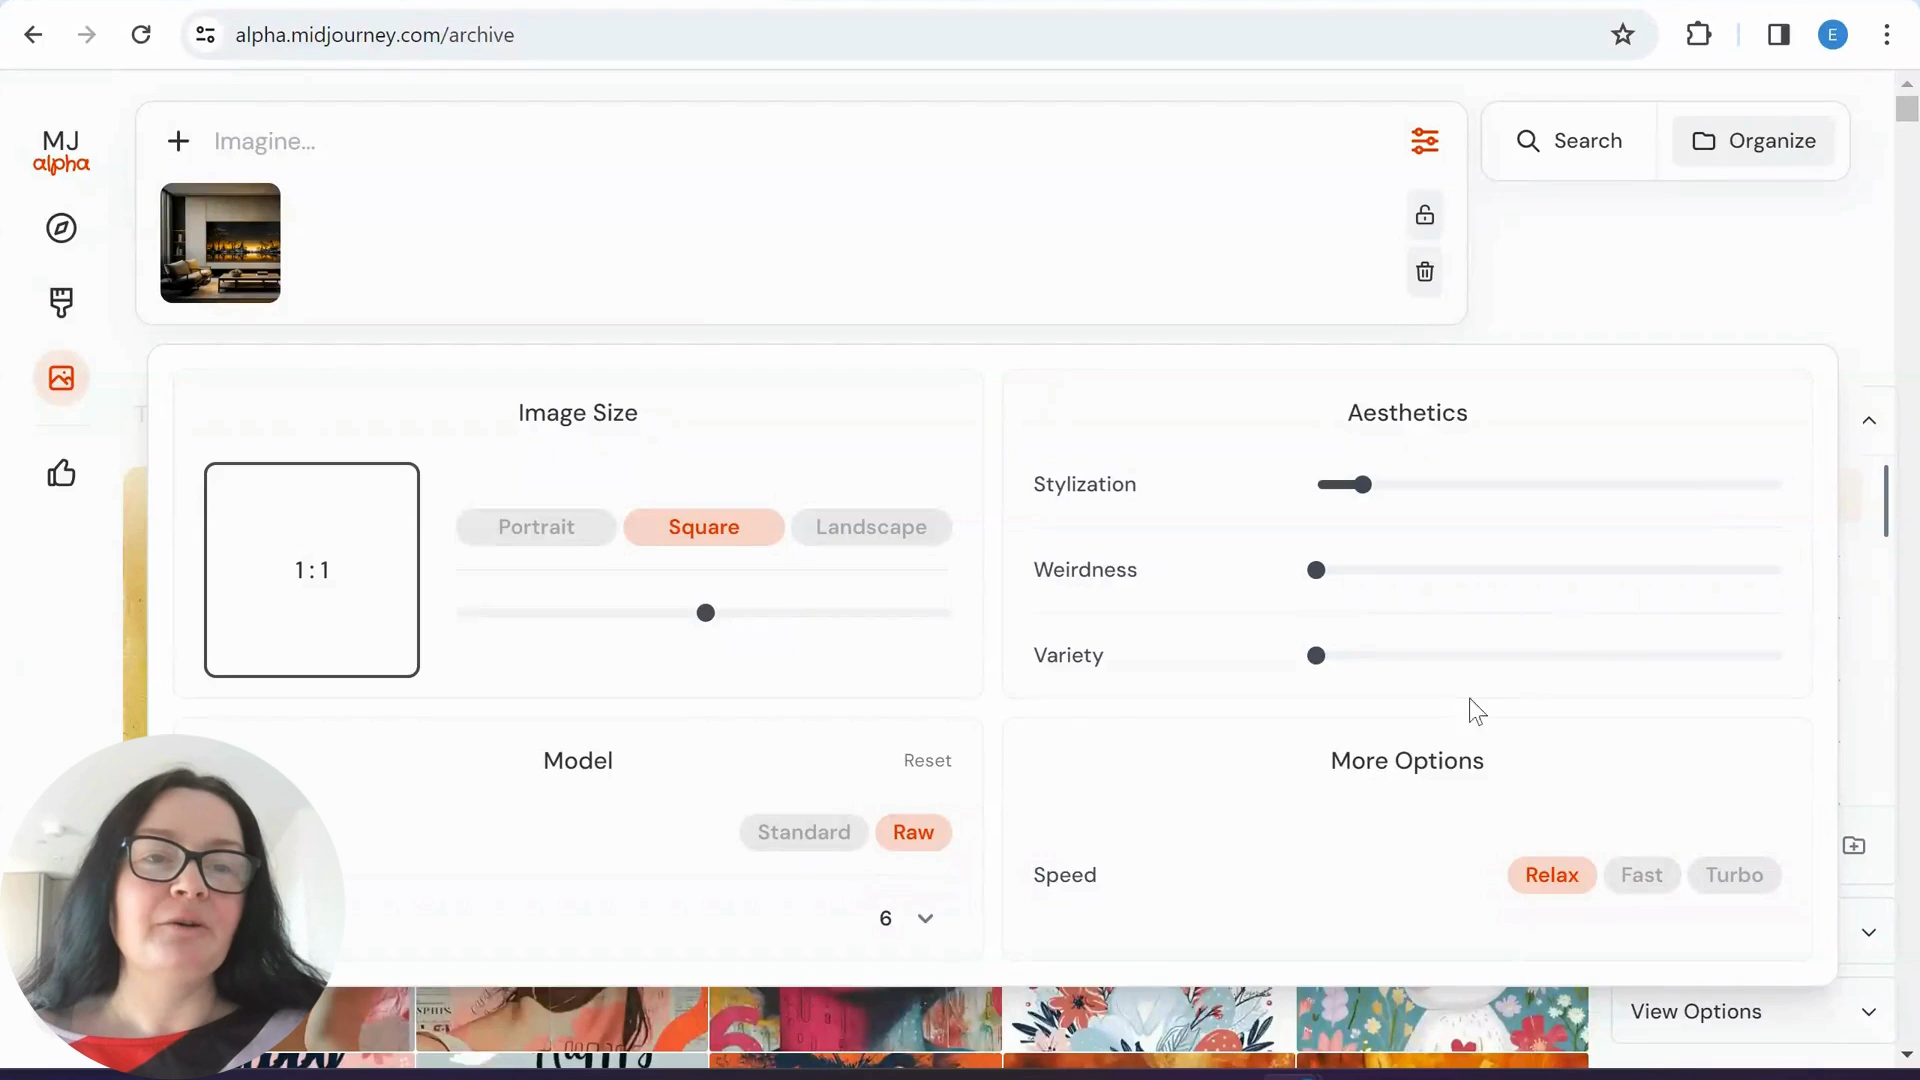 alpha.midjourney.com/archive
E
MJ
alpha
Imagine...
Search
Organize
Image Size
1 : 1
Portrait
Square
Landscape
Aesthetics
Stylization
Weirdness
Variety
Model
Reset
Standard
Raw
6
More Options
Speed
Relax
Fast
Turbo
View Options